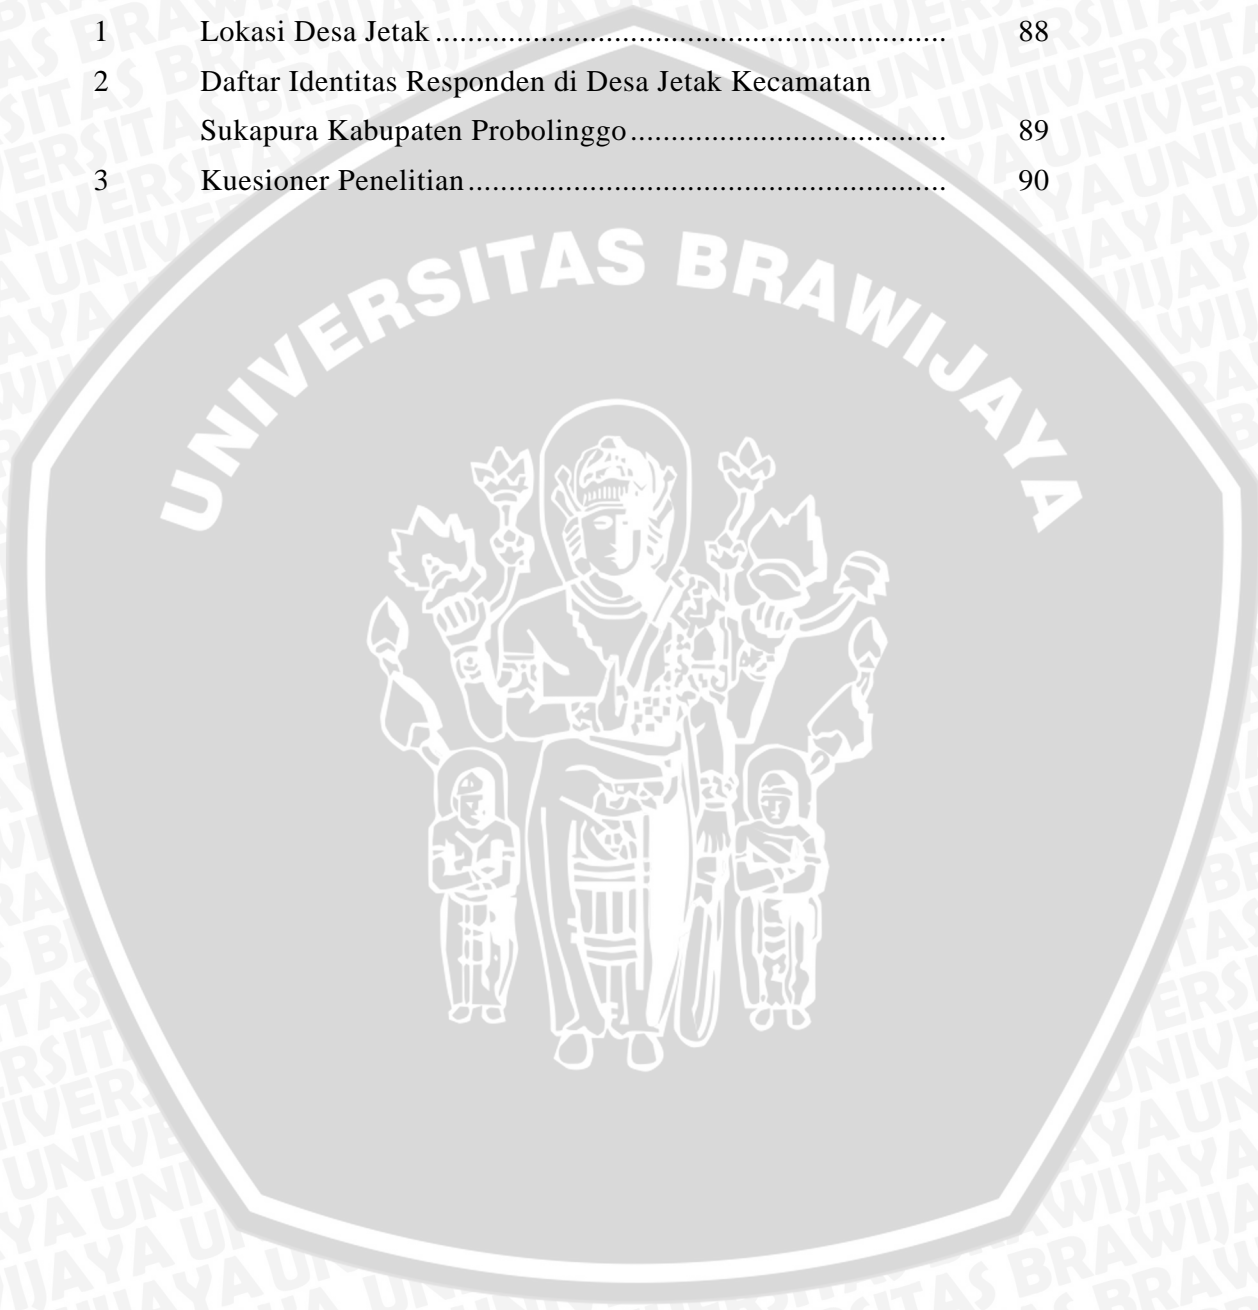 1 Lokasi Desa Jetak ............................................................... 88
2 Daftar Identitas Responden di Desa Jetak Kecamatan
Sukapura Kabupaten Probolinggo ....................................... 89
3 Kuesioner Penelitian ........................................................... 90
UNIVERSITAS BRAWIJAYA